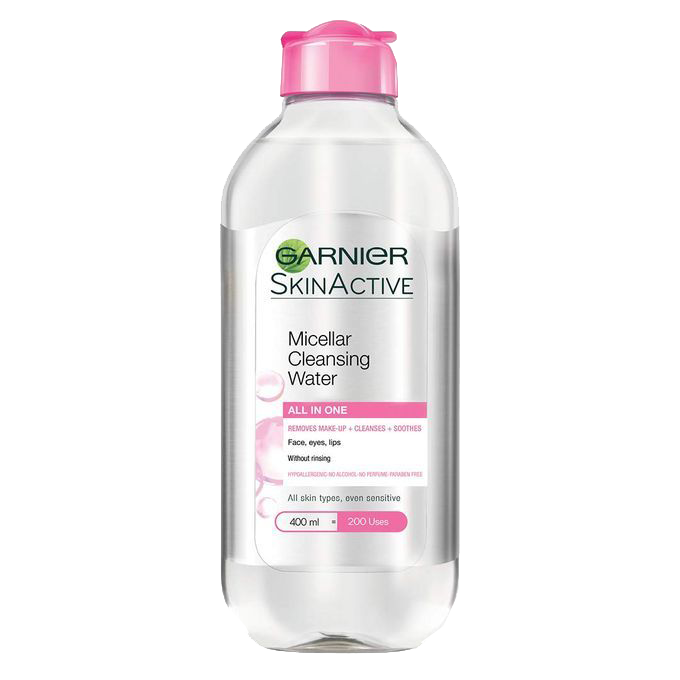 GARNIER
SKINACTIVE
Micellar
Cleansing
Water
ALL IN ONE
REMOVES MAKE-UP + CLEANSES + SOOTHES
Face, eyes, lips
Without rinsing
HYPOALLERGENIC-NO ALCOHOL-NO PERFUME-PARABEN FREE
All skin types, even sensitive
400 ml = 200 Uses